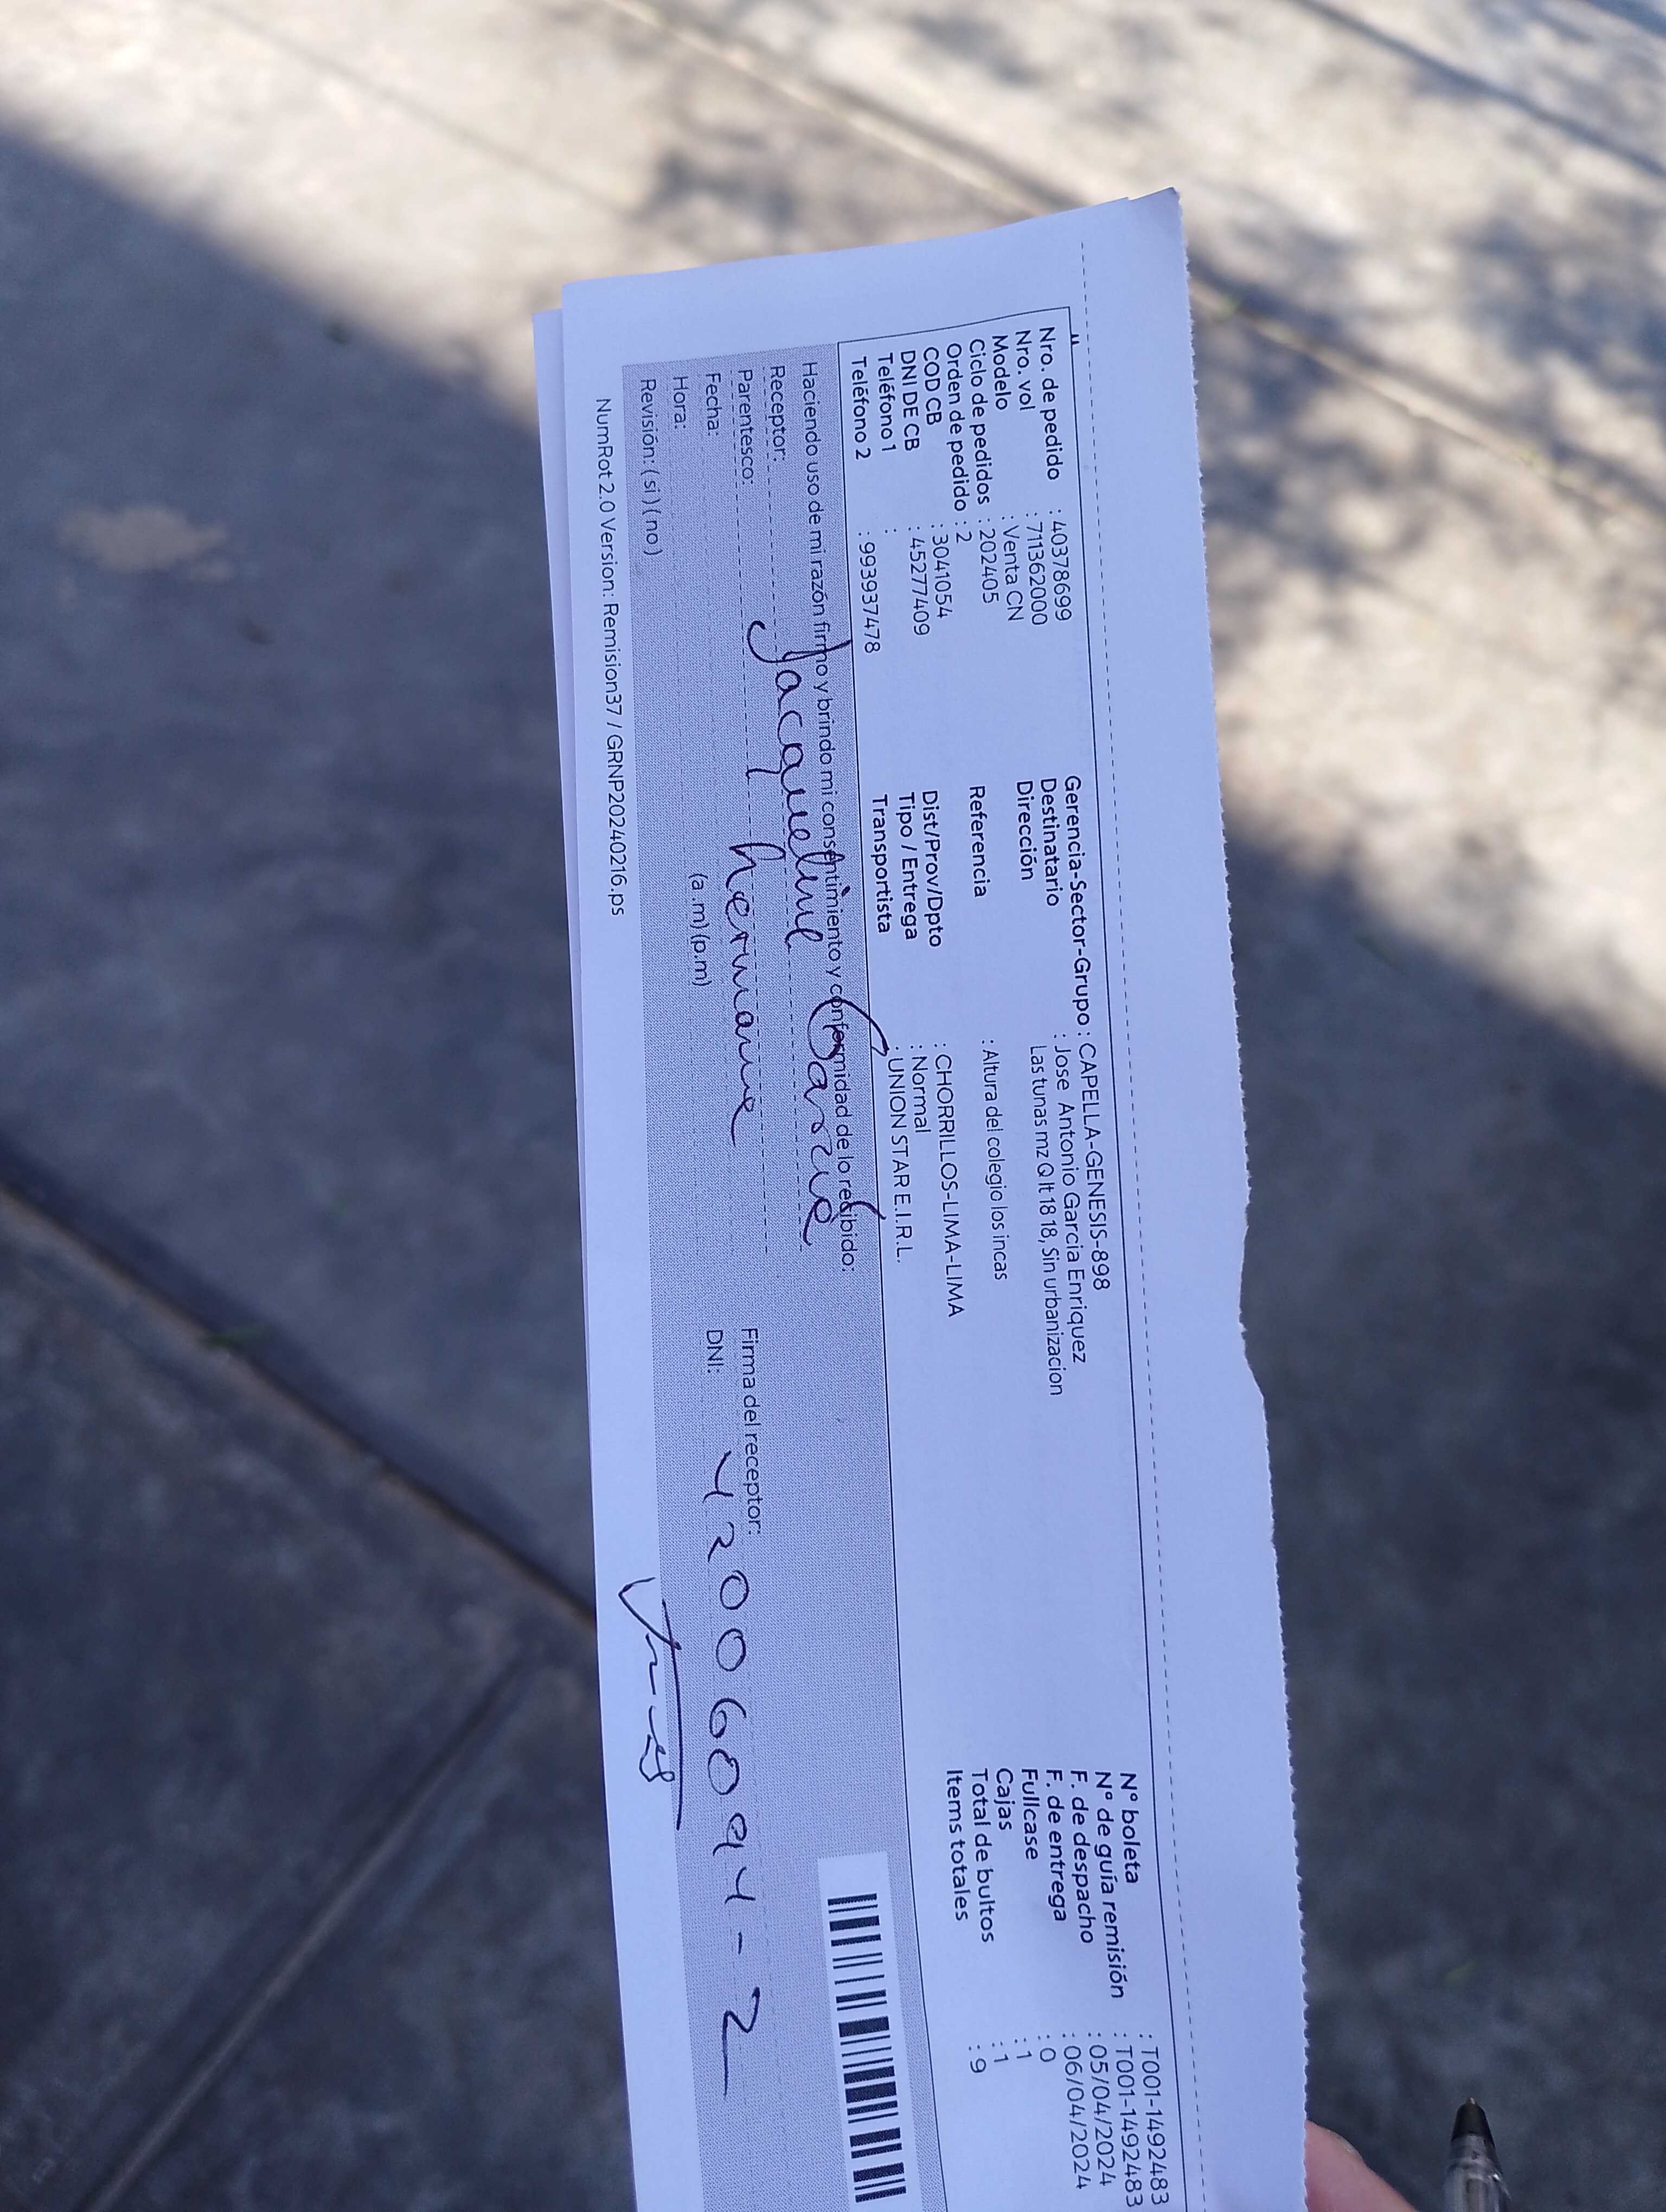 Nro. de pedido : 40378699
Nro. vol : 711362000
Modelo : Venta CN
Ciclo de pedidos : 202405
Orden de pedido : 2
COD CB : 3041054
DNI DE CB : 45277409
Teléfono 1 :
Teléfono 2 : 993937478
Gerencia-Sector-Grupo : CAPELLA-GENESIS-898
Destinatario : Jose Antonio Garcia Enriquez
Dirección Las tunas mz Q lt 18 18, Sin urbanizacion
Referencia : Altura del colegio los incas
Dist/Prov/Dpto : CHORRILLOS-LIMA-LIMA
Tipo / Entrega : Normal
Transportista : UNION STAR E.I.R.L.
N° boleta : T001-1492483
N° de guía remisión : T001-1492483
F. de despacho : 05/04/2024
F. de entrega : 06/04/2024
Fullcase : 0
Cajas : 1
Total de bultos : 1
Items totales : 9
Haciendo uso de mi razón firmo y brindo mi consentimiento y conformidad de lo recibido:
Receptor: Jacqueline García
Parentesco: hermana
Fecha:
Hora: (a.m) (p.m)
Revisión: ( si ) ( no )
Firma del receptor:
DNI: 42006094-2
NumRot 2.0 Version: Remision37 / GRNP20240216.ps